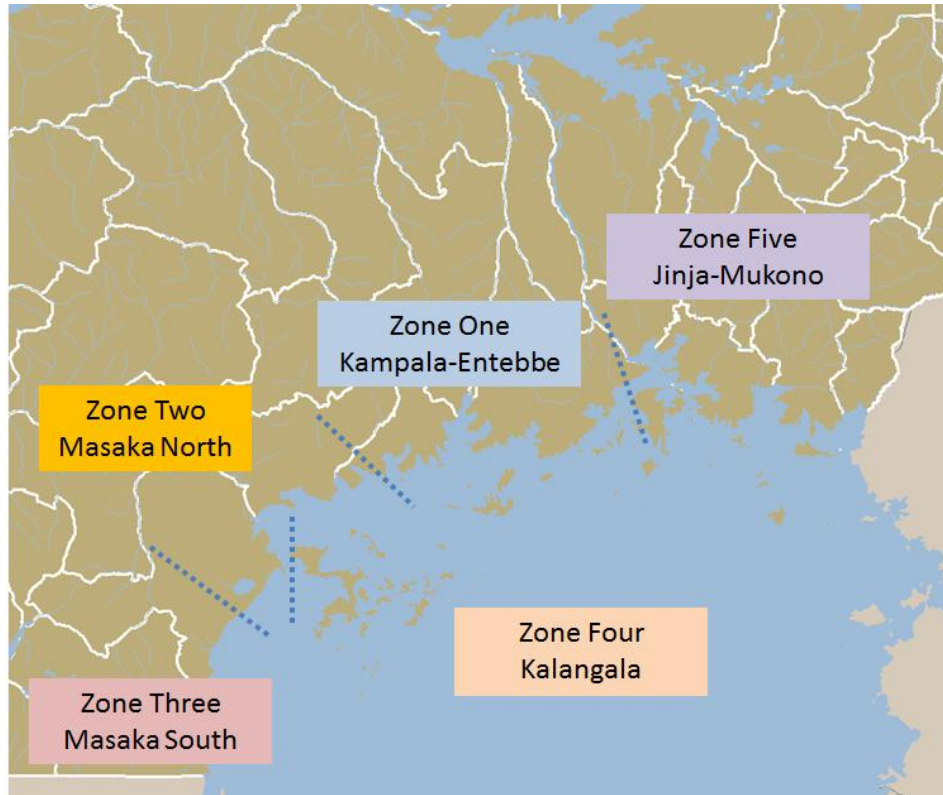 Zone Five
Jinja-Mukono
Zone One
Kampala-Entebbe
Zone Two
Masaka North
Zone Four
Kalangala
Zone Three
Masaka South